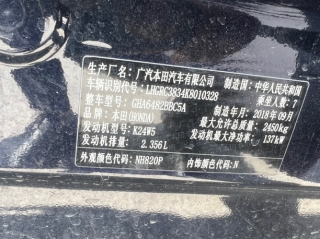 生产厂名：广汽本田汽车有限公司 制造国：中华人民共和国
车辆识别代号：LHGRC3834K8010328 乘坐人数：7
整车型号：GHA6482BBC5A 制造年月：2018年09月
品牌：本田(HONDA) 最大允许总质量：2450kg
发动机型号：K24W5 发动机最大净功率：137kW
发动机排量：2.356L
外观颜色代码：NH820P 内饰颜色代码：N